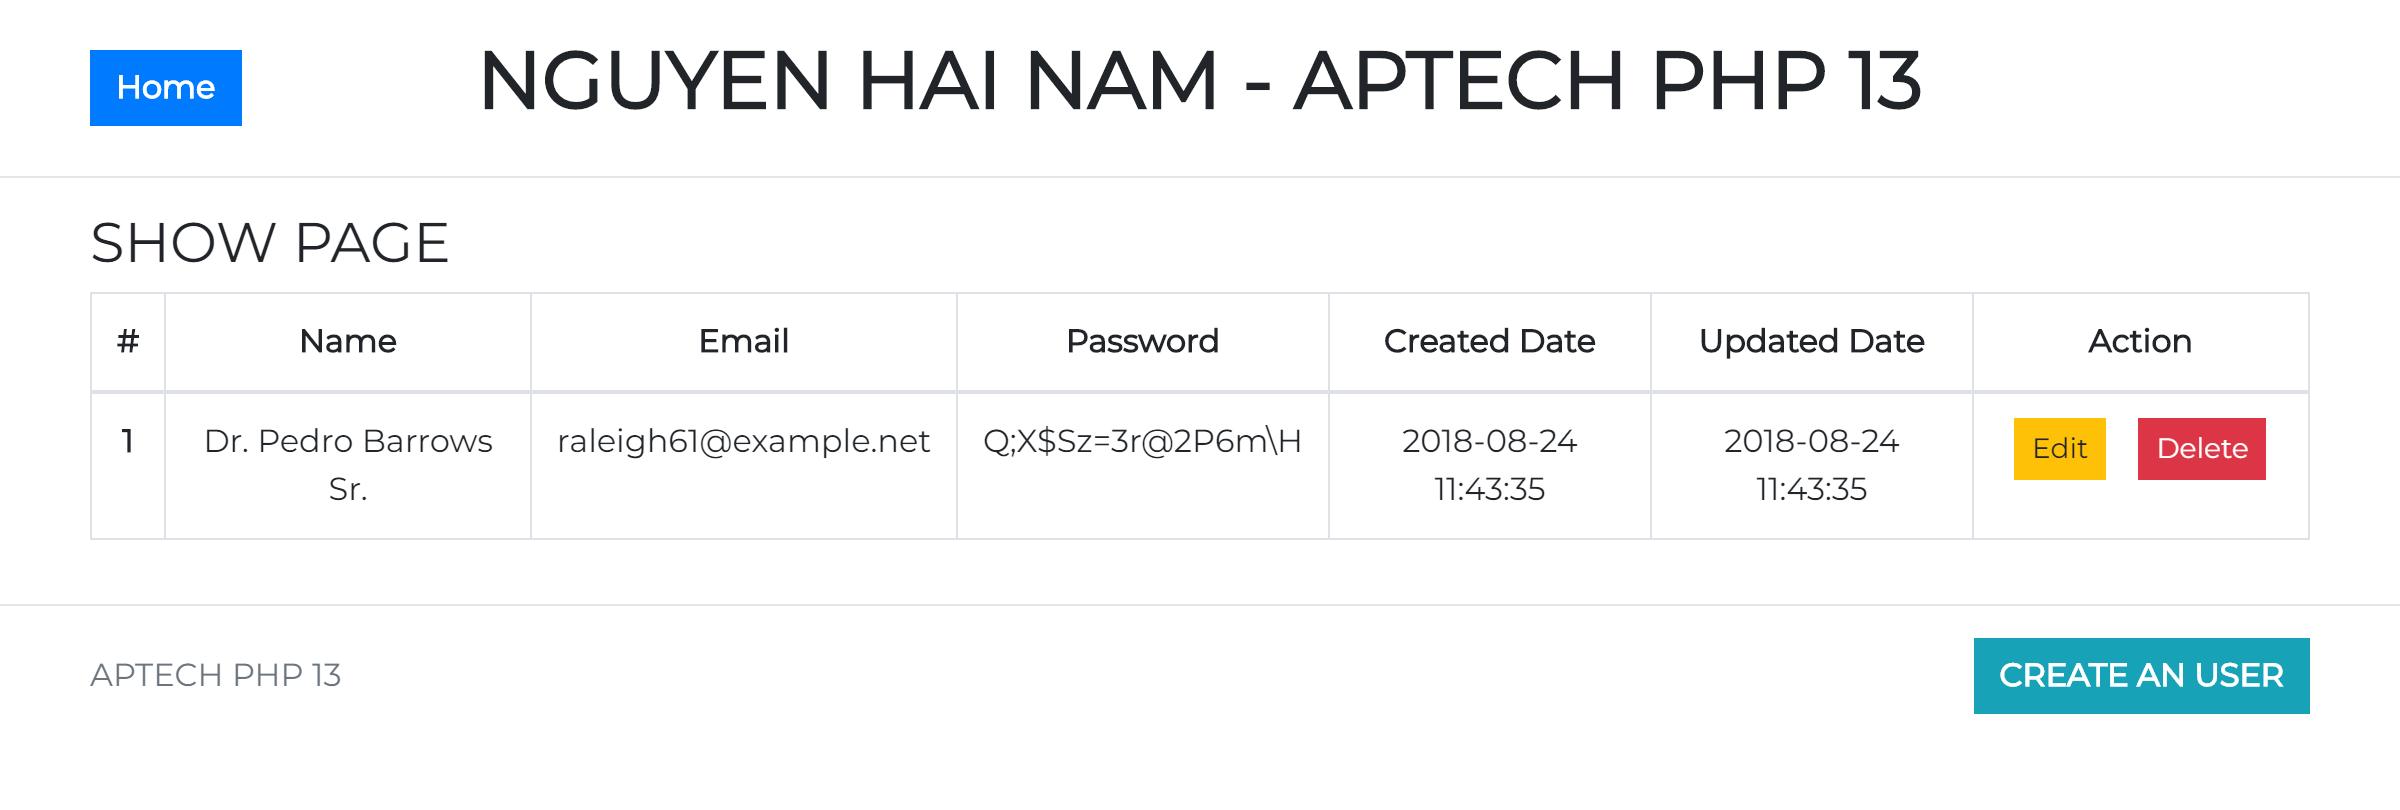 Home
NGUYEN HAI NAM - APTECH PHP 13
SHOW PAGE
# Name Email Password Created Date Updated Date Action
1 Dr. Pedro Barrows Sr. raleigh61@example.net Q;X$Sz=3r@2P6m\H 2018-08-24 11:43:35 2018-08-24 11:43:35 Edit Delete
APTECH PHP 13
CREATE AN USER